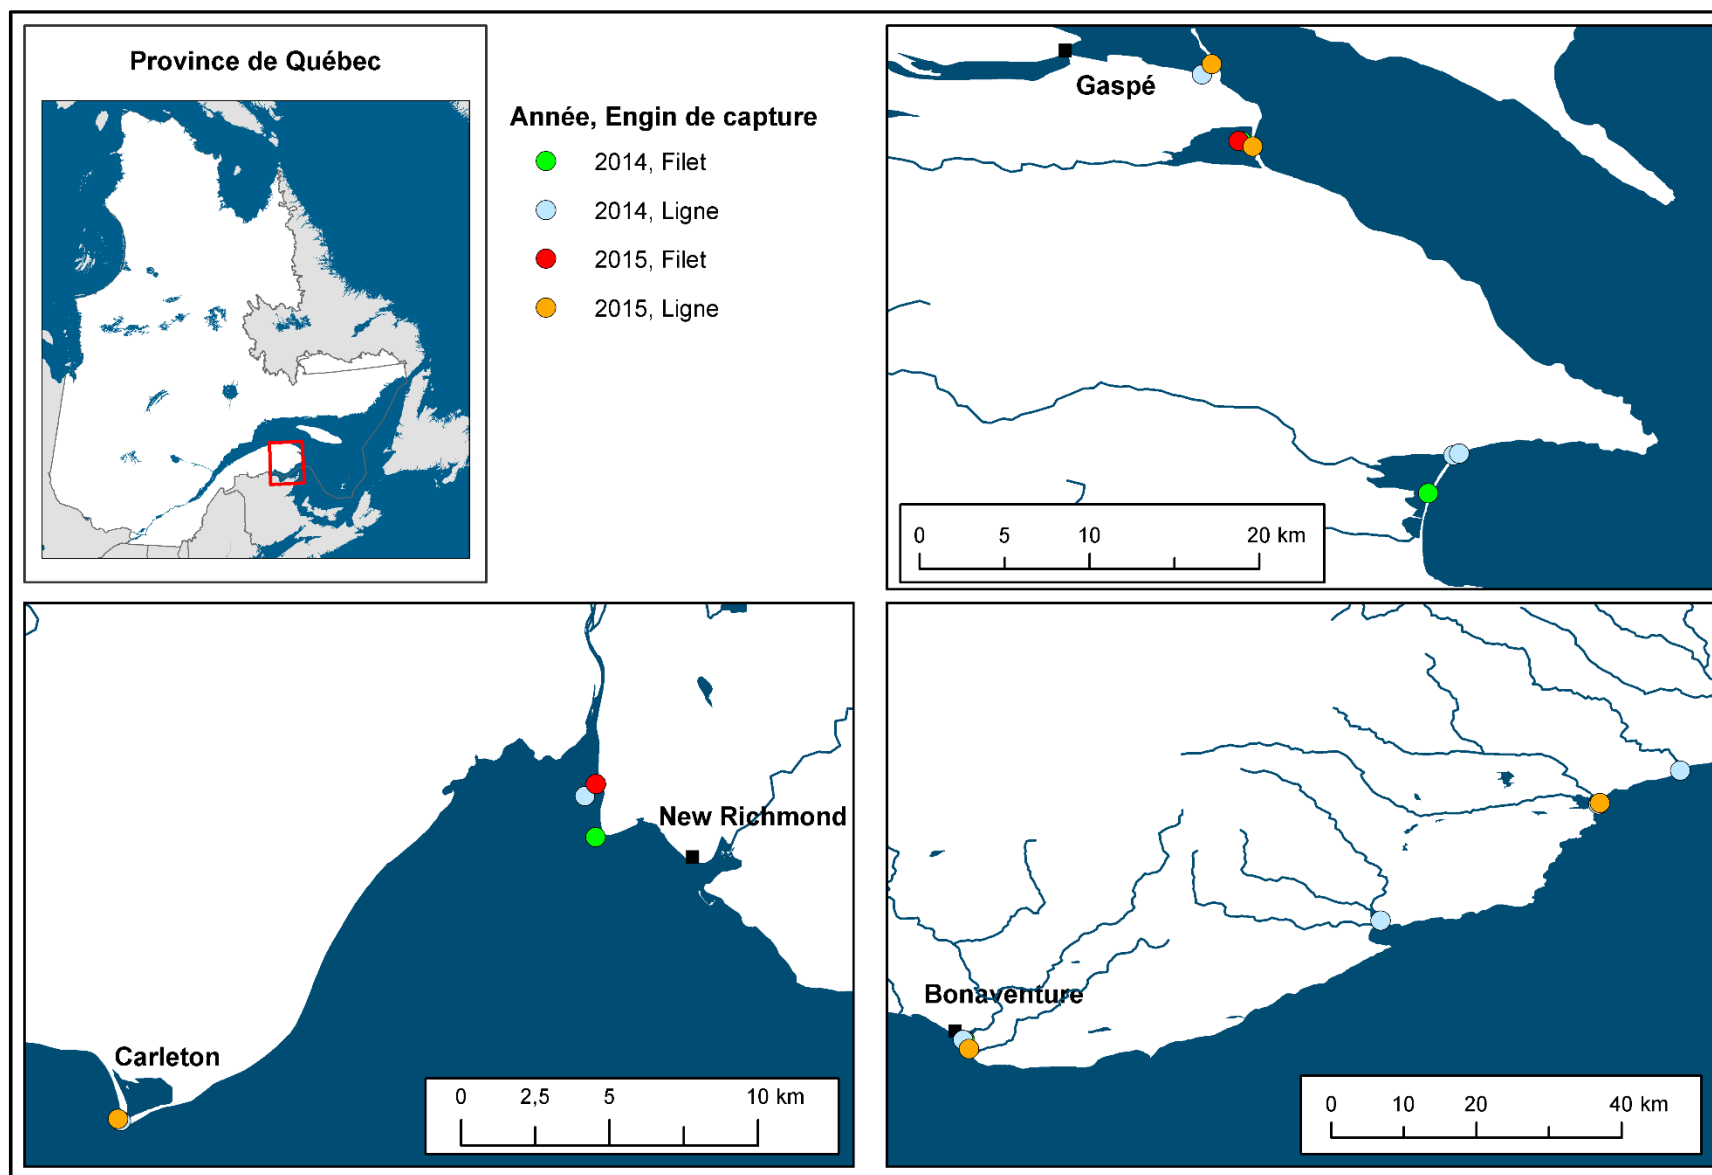 Province de Québec
Année, Engin de capture
2014, Filet
2014, Ligne
2015, Filet
2015, Ligne
Gaspé
0 5 10 20 km
New Richmond
Carleton
0 2,5 5 10 km
Bonaventure
0 10 20 40 km